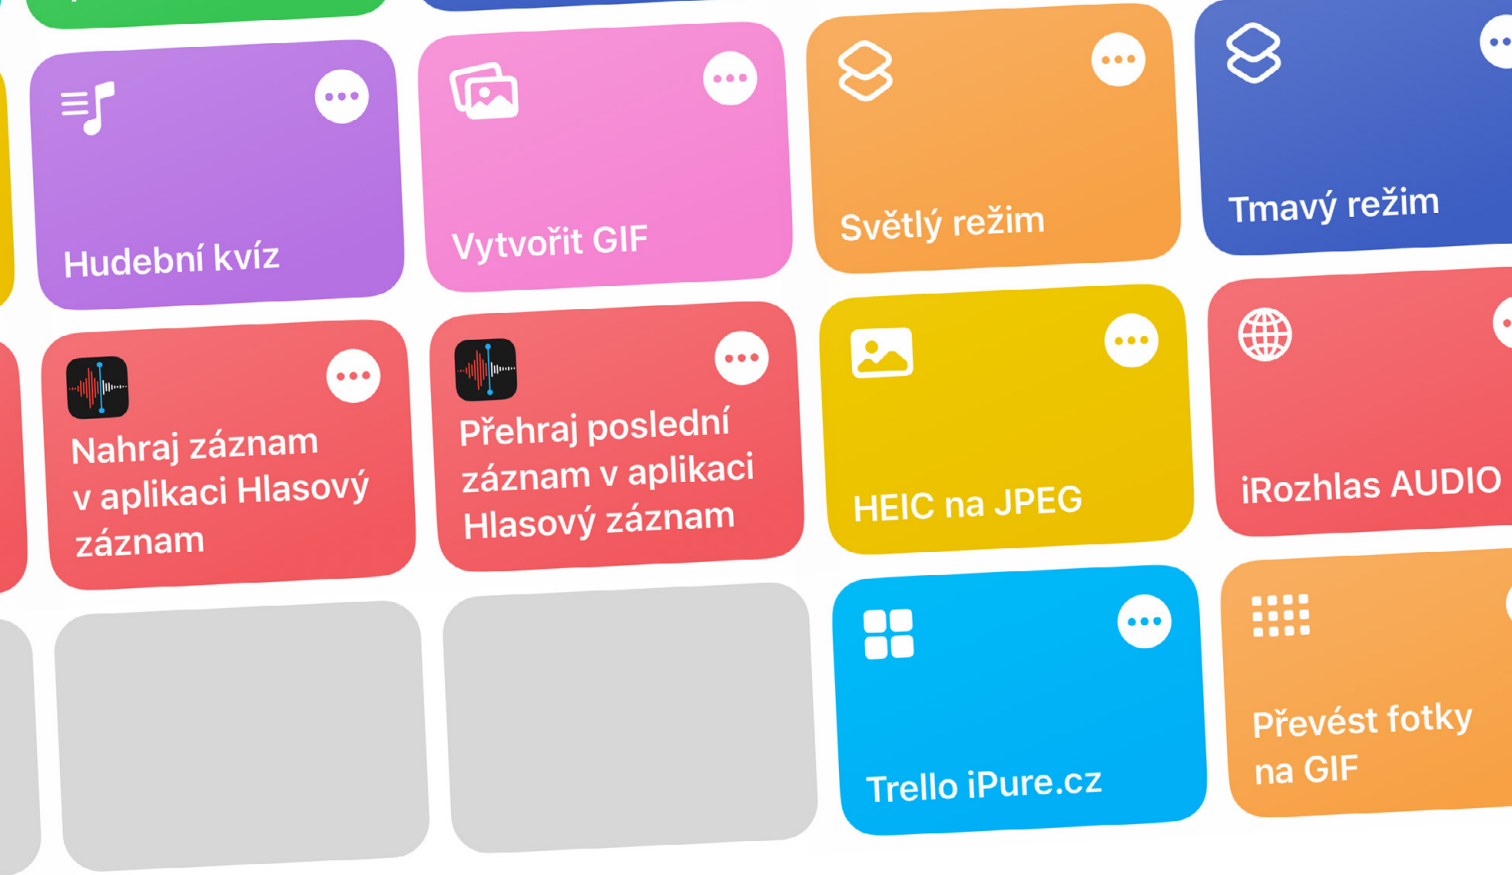 Hudební kvíz
Vytvořit GIF
Světlý režim
Tmavý režim
Nahraj záznam
v aplikaci Hlasový
záznam
Přehraj poslední
záznam v aplikaci
Hlasový záznam
HEIC na JPEG
iRozhlas AUDIO
Trello iPure.cz
Převést fotky
na GIF